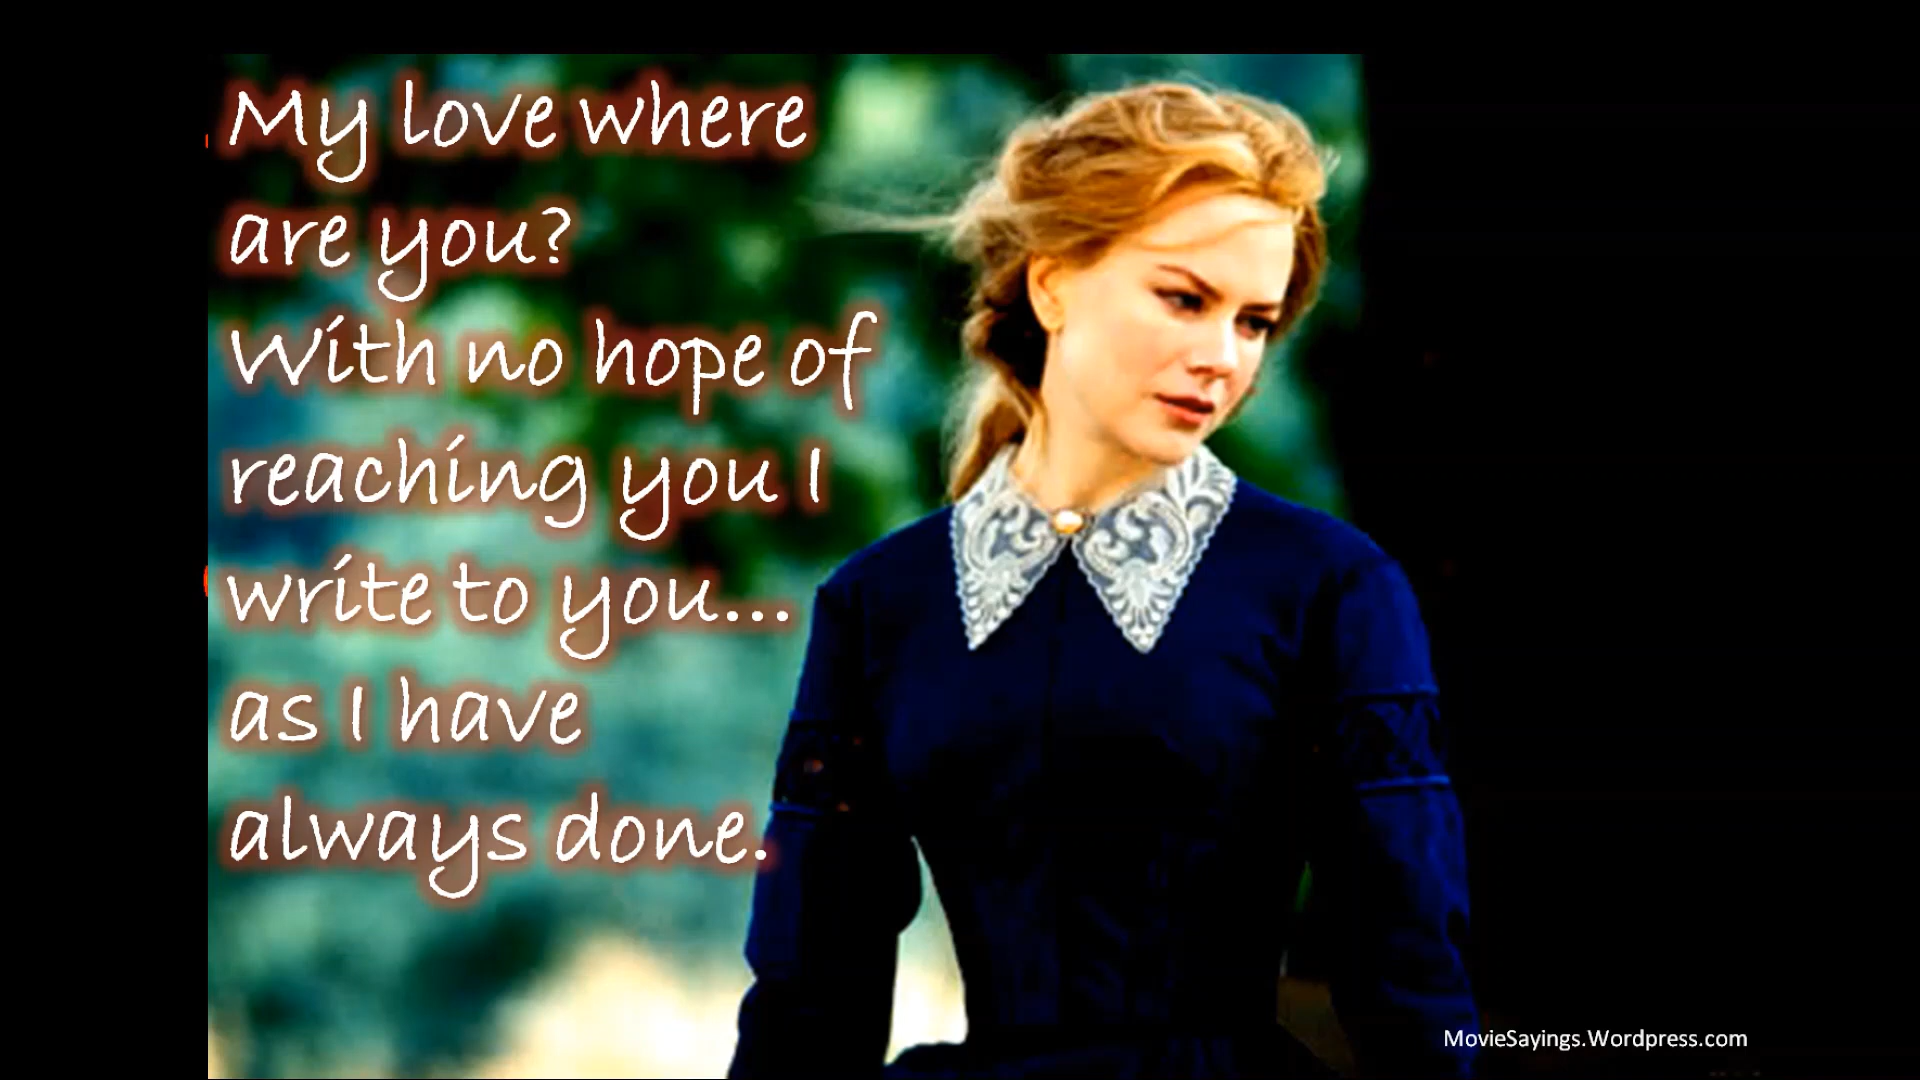 My love where
are you?
With no hope of
reaching you I
write to you...
as I have
always done.
MovieSayings.Wordpress.com